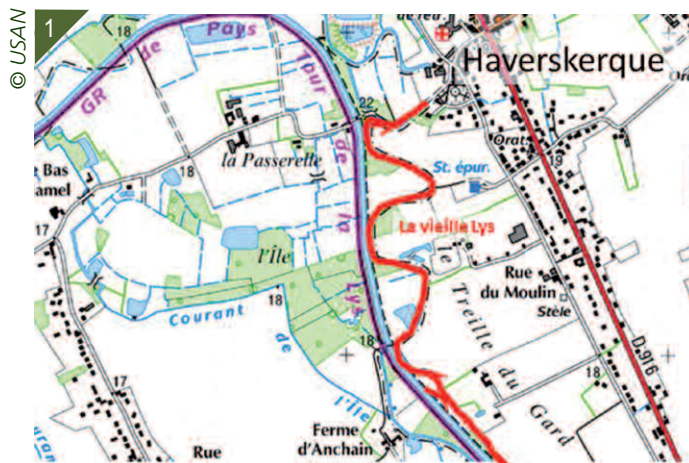 © USAN
1
18
GR de Pays Tour de la Lys
Haverskerque
22
la Passerelle
Orat.
19
St. épur.
Bas
18
17
La vieille Lys
l'Île
le Treille du Gard
Rue
du Moulin
Stèle
18
Courant de l'Île
18
D.916
17
18
Ferme
d'Anchain
Rue